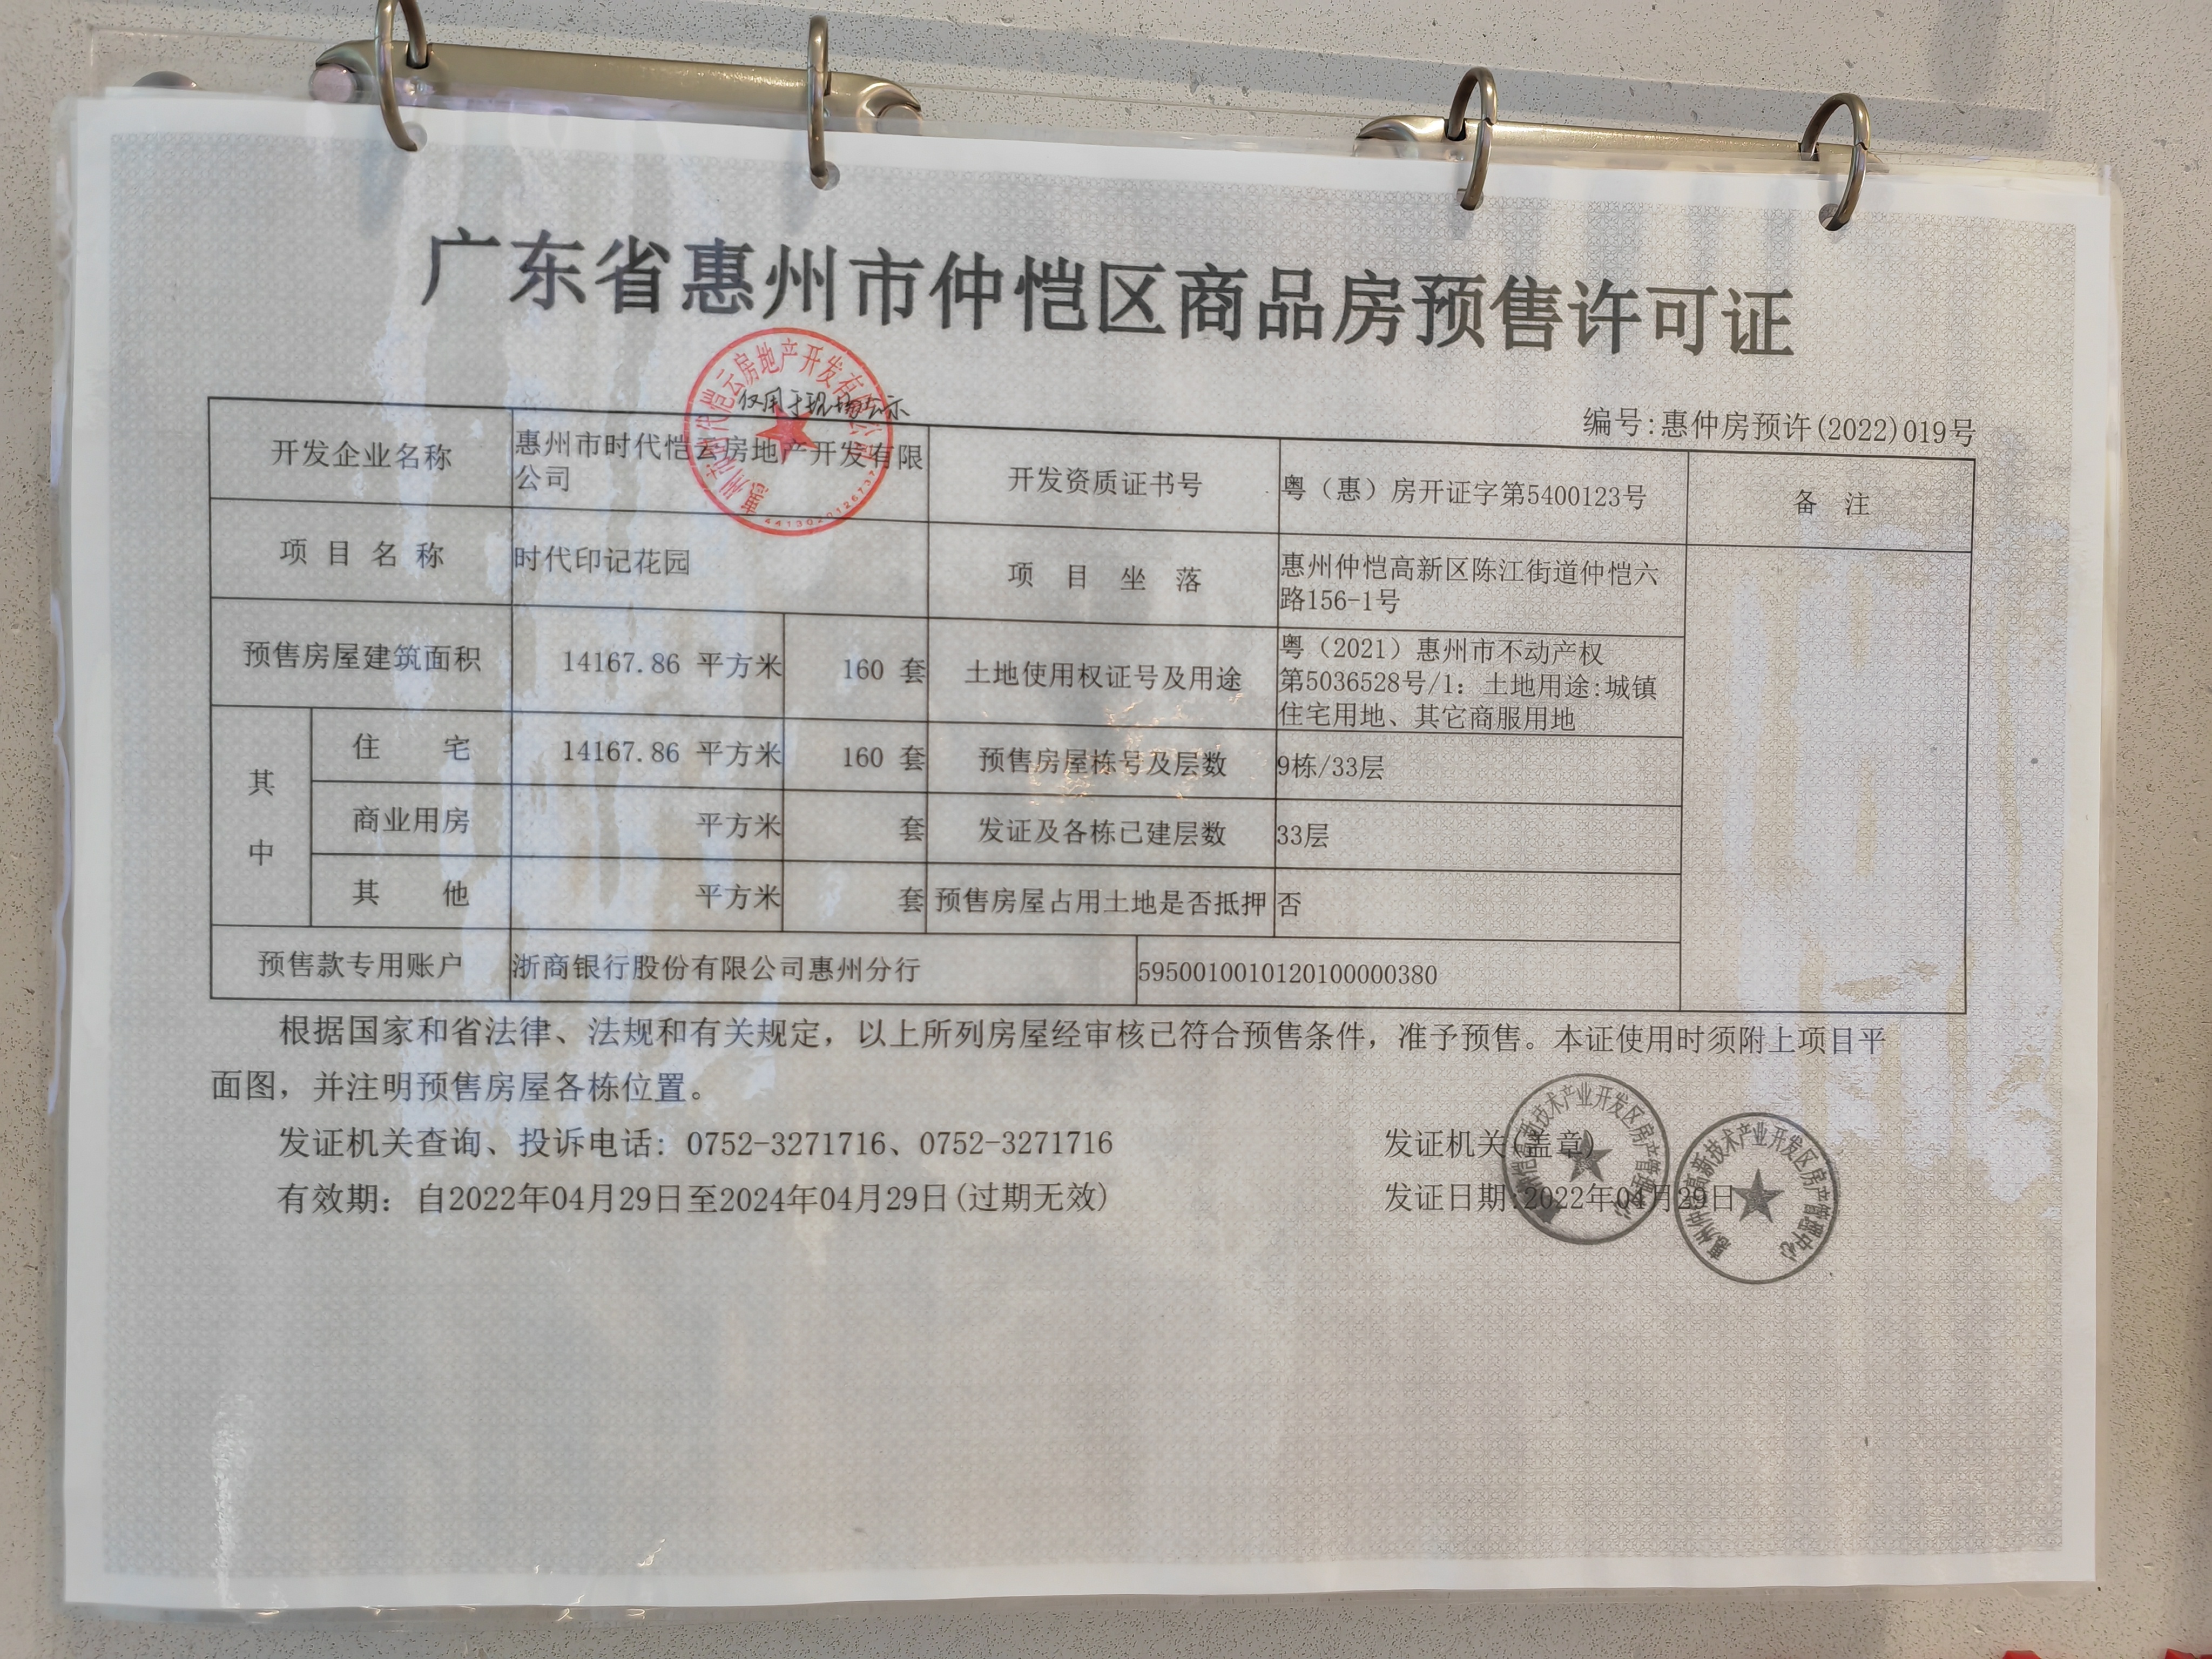 广东省惠州市仲恺区商品房预售许可证
仅用于现场公示
编号:惠仲房预许(2022)019号
开发企业名称
惠州市时代恺云房地产开发有限
公司
开发资质证书号
粤（惠）房开证字第5400123号
备 注
项 目 名 称
时代印记花园
项 目 坐 落
惠州仲恺高新区陈江街道仲恺六
路156-1号
预售房屋建筑面积
14167.86 平方米
160 套
土地使用权证号及用途
粤（2021）惠州市不动产权
第5036528号/1: 土地用途:城镇
住宅用地、其它商服用地
其
中
住 宅
14167.86 平方米
160 套
预售房屋栋号及层数
9栋/33层
商业用房
平方米
套
发证及各栋已建层数
33层
其 他
平方米
套
预售房屋占用土地是否抵押
否
预售款专用账户
浙商银行股份有限公司惠州分行
5950010010120100000380
根据国家和省法律、法规和有关规定，以上所列房屋经审核已符合预售条件，准予预售。本证使用时须附上项目平
面图，并注明预售房屋各栋位置。
发证机关查询、投诉电话: 0752-3271716、0752-3271716
发证机关(盖章)
有效期: 自2022年04月29日至2024年04月29日(过期无效)
发证日期:2022年04月29日
惠州仲恺高新技术产业开发区房产管理中心